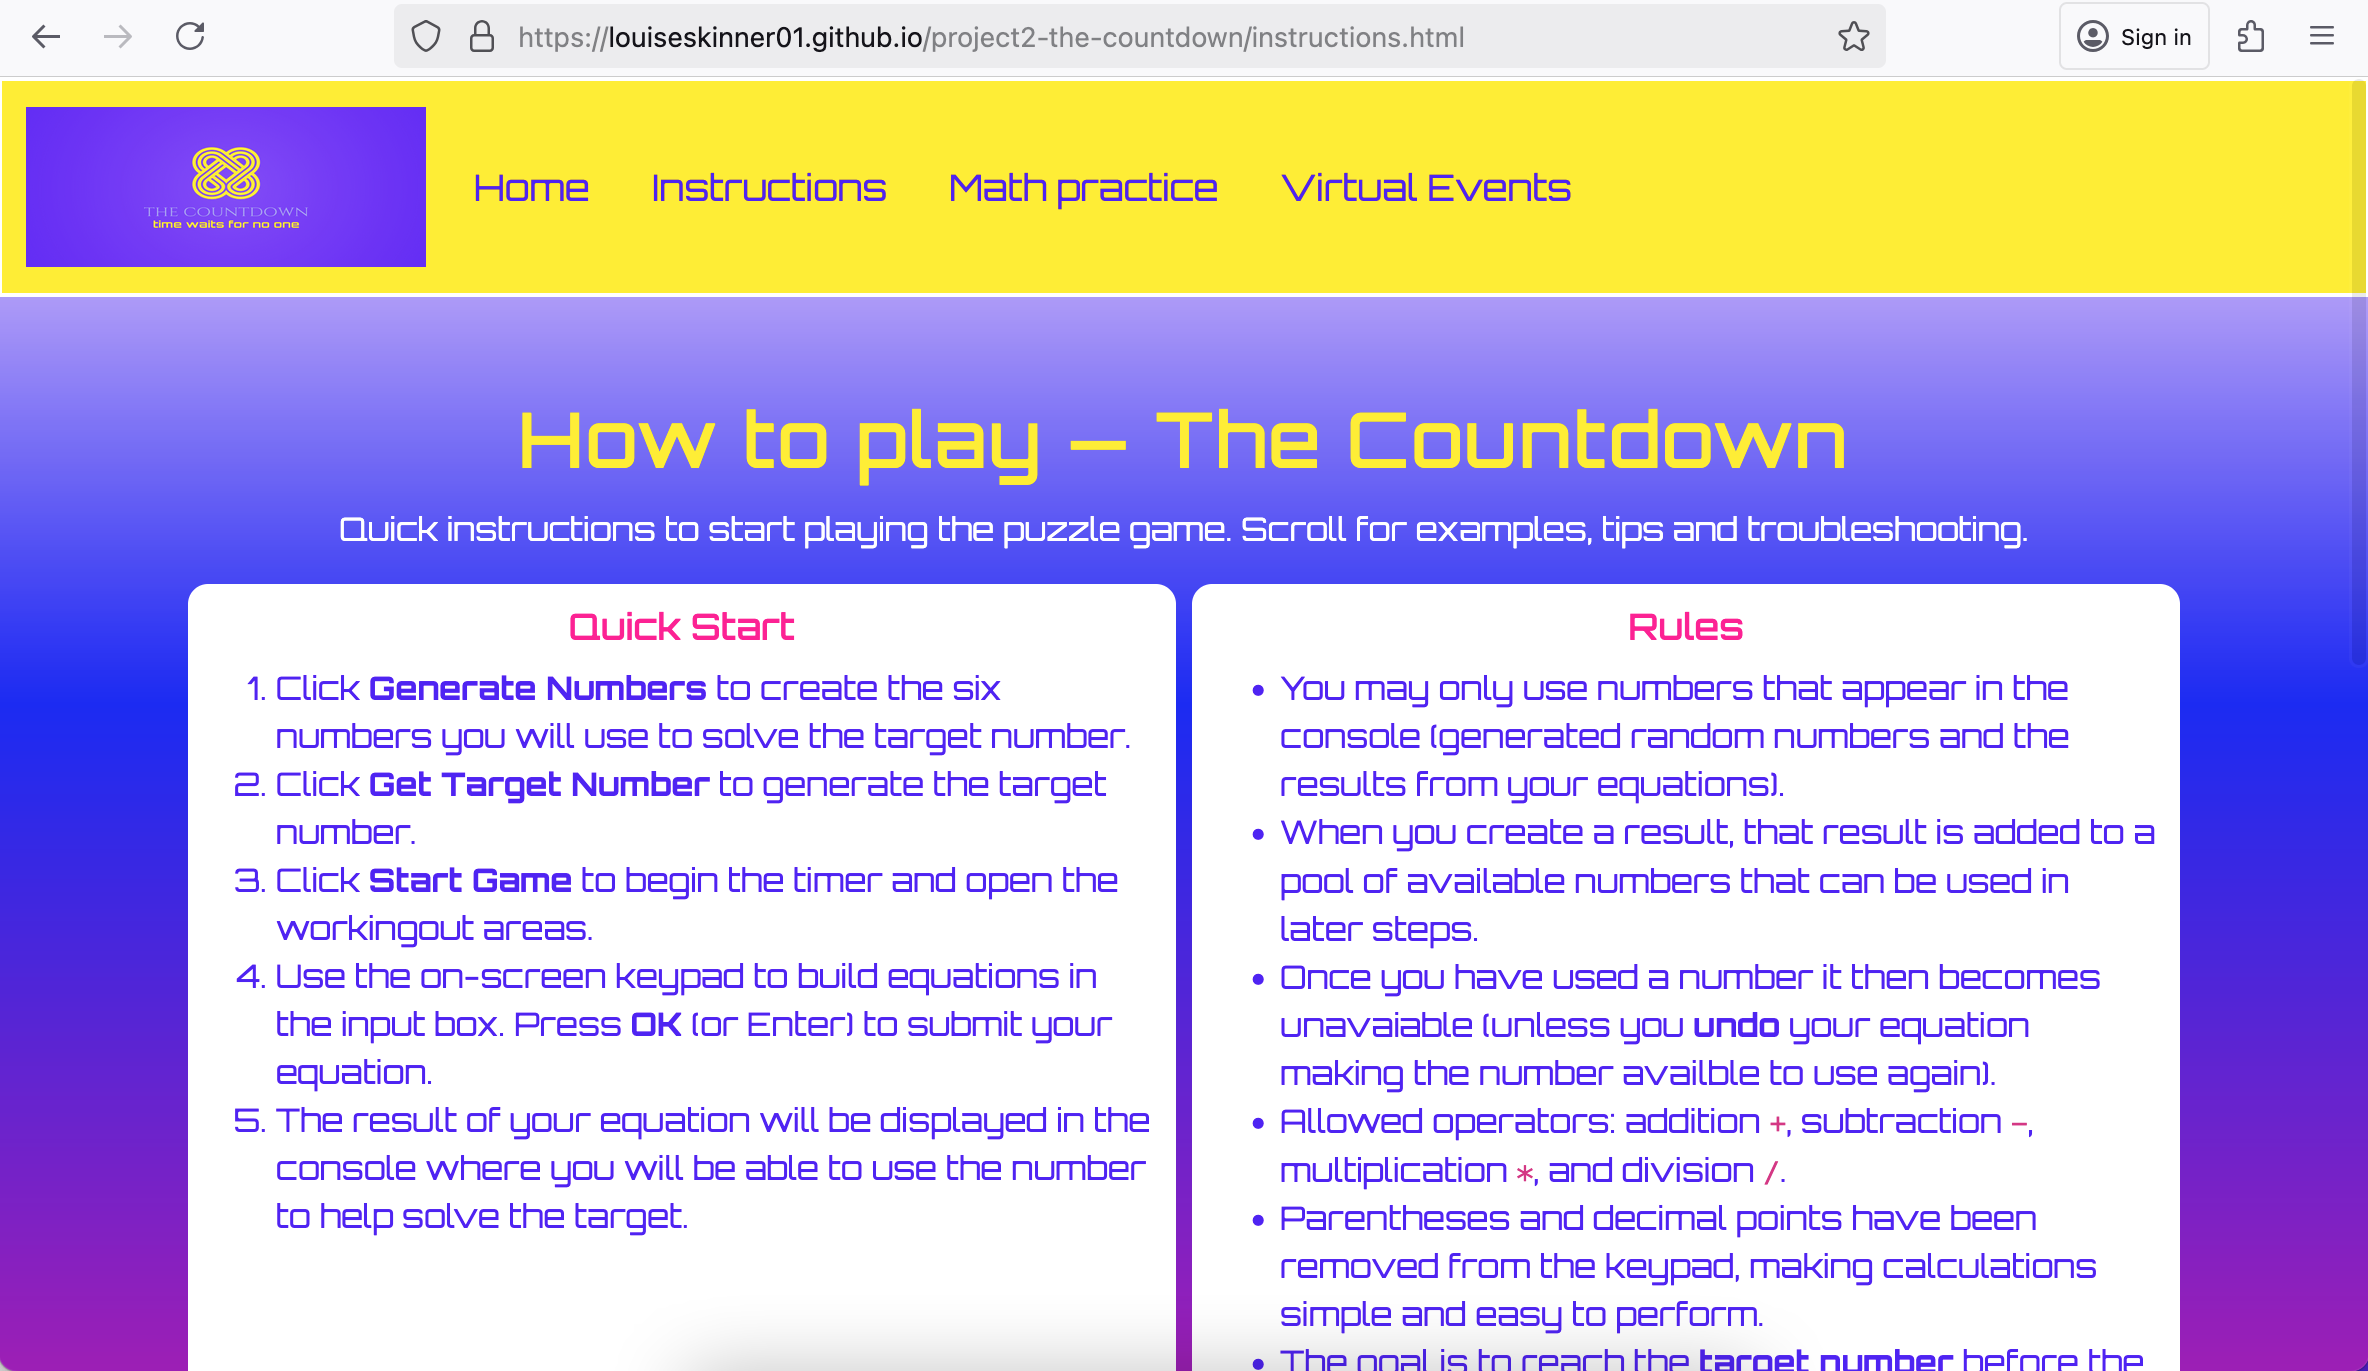 https://louiseskinner01.github.io/project2-the-countdown/instructions.html
Sign in
THE COUNTDOWN
time waits for no one
Home
Instructions
Math practice
Virtual Events
How to play – The Countdown
Quick instructions to start playing the puzzle game. Scroll for examples, tips and troubleshooting.
Quick Start
1. Click Generate Numbers to create the six
numbers you will use to solve the target number.
2. Click Get Target Number to generate the target
number.
3. Click Start Game to begin the timer and open the
workingout areas.
4. Use the on-screen keypad to build equations in
the input box. Press OK (or Enter) to submit your
equation.
5. The result of your equation will be displayed in the
console where you will be able to use the number
to help solve the target.
Rules
• You may only use numbers that appear in the
console (generated random numbers and the
results from your equations).
• When you create a result, that result is added to a
pool of available numbers that can be used in
later steps.
• Once you have used a number it then becomes
unavaiable (unless you undo your equation
making the number availble to use again).
• Allowed operators: addition +, subtraction −,
multiplication *, and division /.
• Parentheses and decimal points have been
removed from the keypad, making calculations
simple and easy to perform.
• The goal is to reach the target number before the